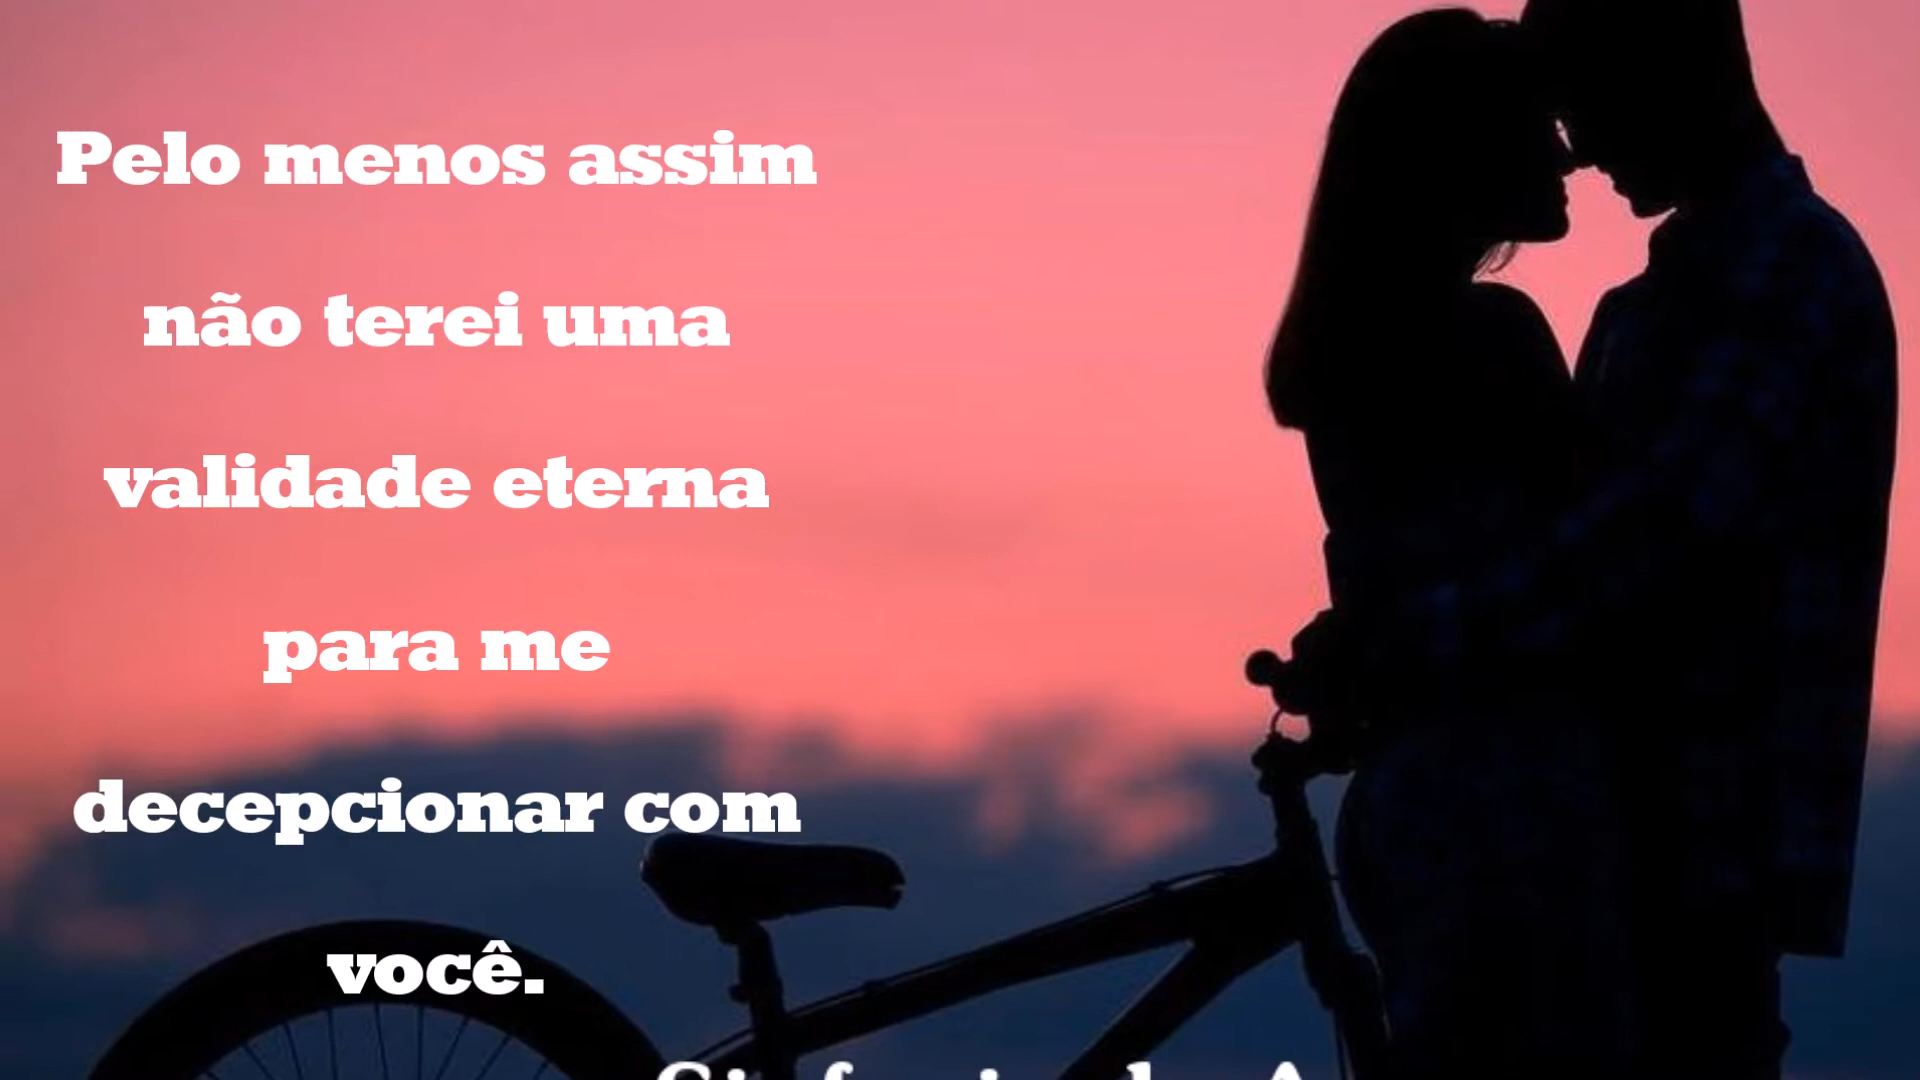 Pelo menos assim
não terei uma
validade eterna
para me
decepcionar com
você.